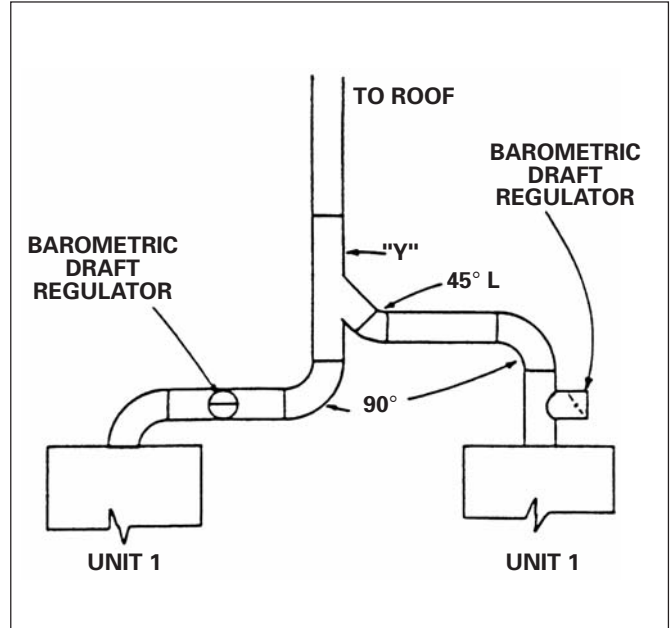 TO ROOF
BAROMETRIC
DRAFT
REGULATOR
"Y"
BAROMETRIC
DRAFT
REGULATOR
45° L
90°
UNIT 1
UNIT 1